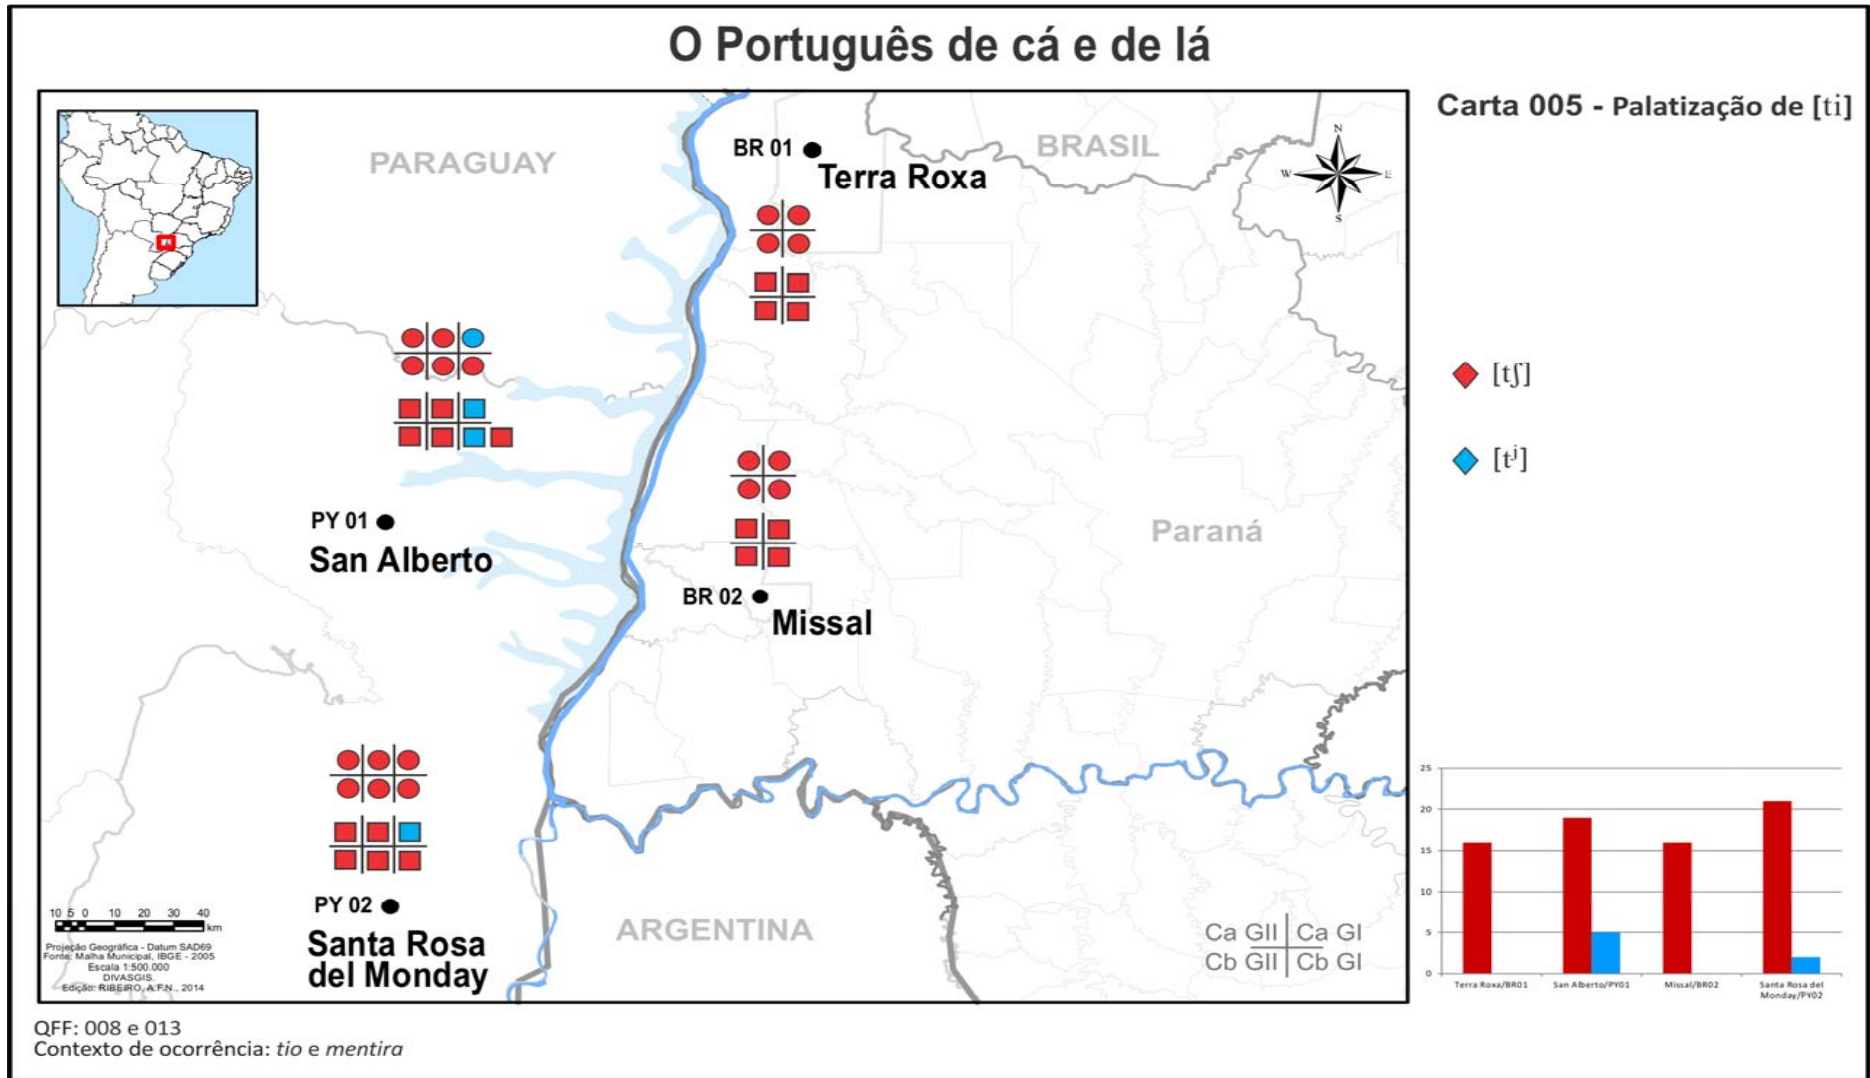 O Português de cá e de lá
Carta 005 - Palatização de [ti]
PARAGUAY
BR 01
Terra Roxa
BRASIL
N
W
E
S
[tʃ]
[tʲ]
PY 01
San Alberto
Paraná
BR 02
Missal
PY 02
Santa Rosa
del Monday
ARGENTINA
Ca GII Ca GI
Cb GII Cb GI
10 5 0 10 20 30 40
km
Projeção Geográfica - Datum SAD69
Fonte: Malha Municipal, IBGE - 2005
Escala 1:500.000
DIVASGIS.
Edição: RIBEIRO, A.F.N., 2014
25
20
15
10
5
0
Terra Roxa/BR01
San Alberto/PY01
Missal/BR02
Santa Rosa del
Monday/PY02
QFF: 008 e 013
Contexto de ocorrência: tio e mentira